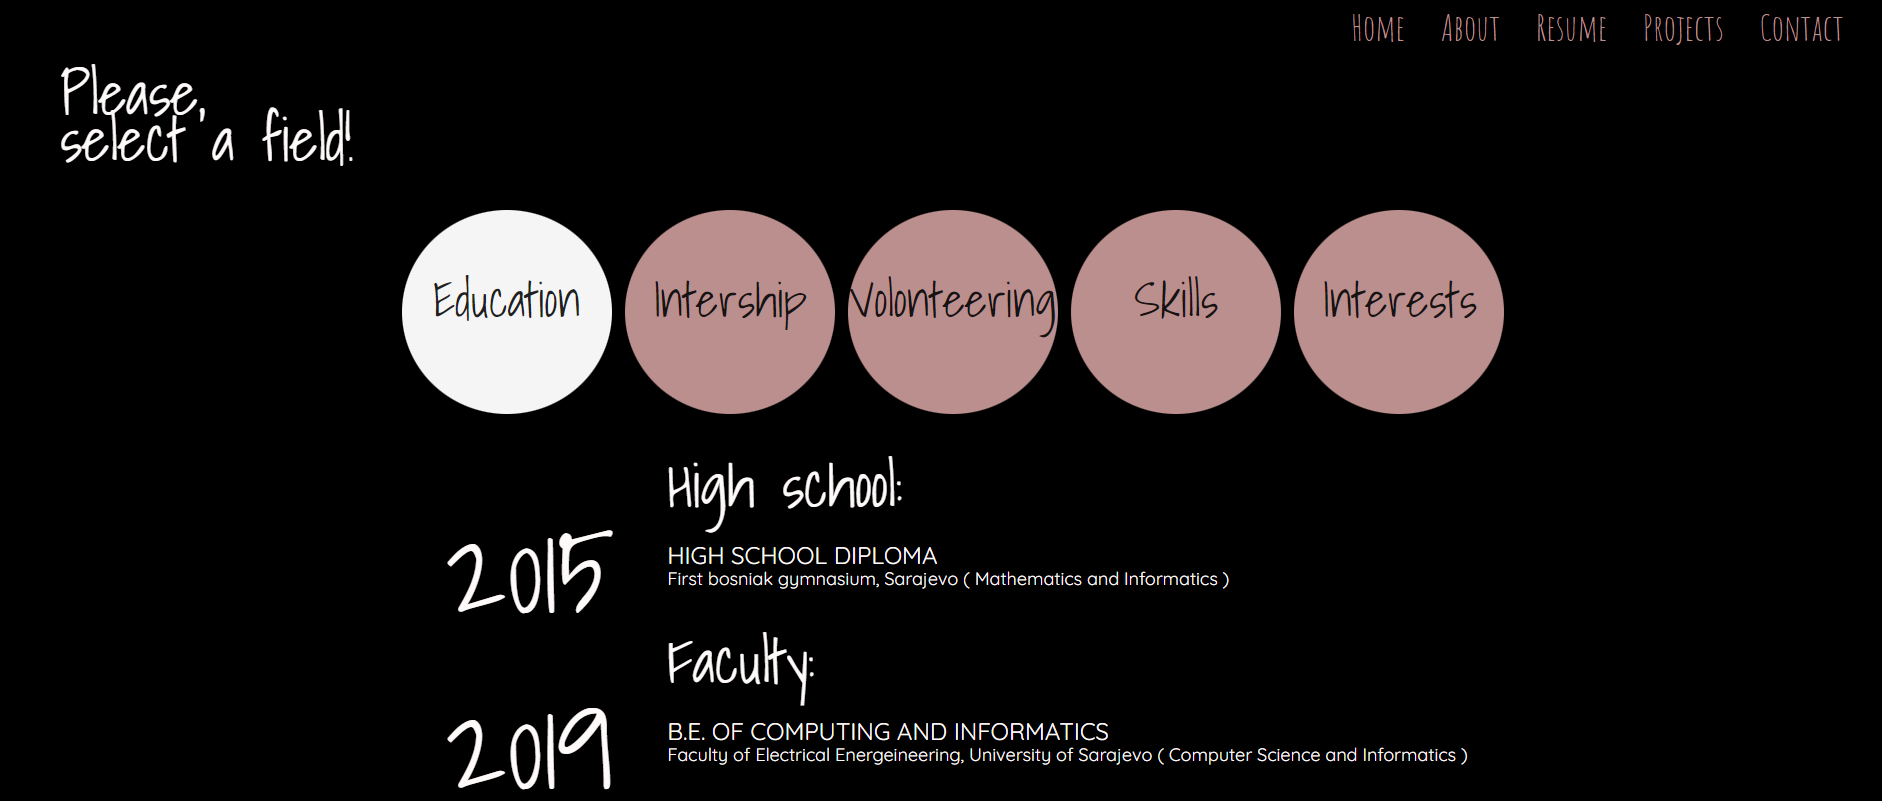 Home About Resume Projects Contact
Please,
select a field!
Education Intership Volonteering Skills Interests
High school:
2015
HIGH SCHOOL DIPLOMA
First bosniak gymnasium, Sarajevo ( Mathematics and Informatics )
Faculty:
2019
B.E. OF COMPUTING AND INFORMATICS
Faculty of Electrical Energeineering, University of Sarajevo ( Computer Science and Informatics )